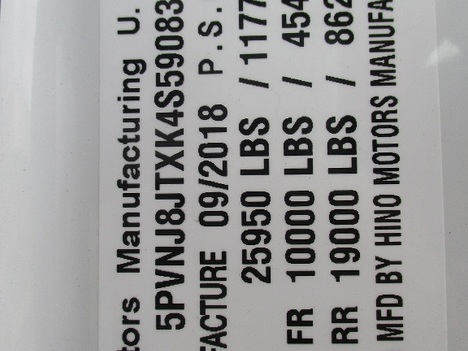 tors Manufacturing U.
5PVNJ8JTXK4S59083
FACTURE 09/2018 P.S.
25950 LBS / 1177
FR 10000 LBS / 454
RR 19000 LBS / 862
MFD BY HINO MOTORS MANUFA